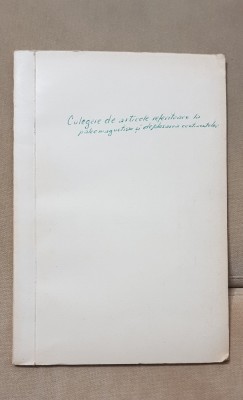 Culegere de articole referitoare la
paleomagnetism și deplasarea continentelor